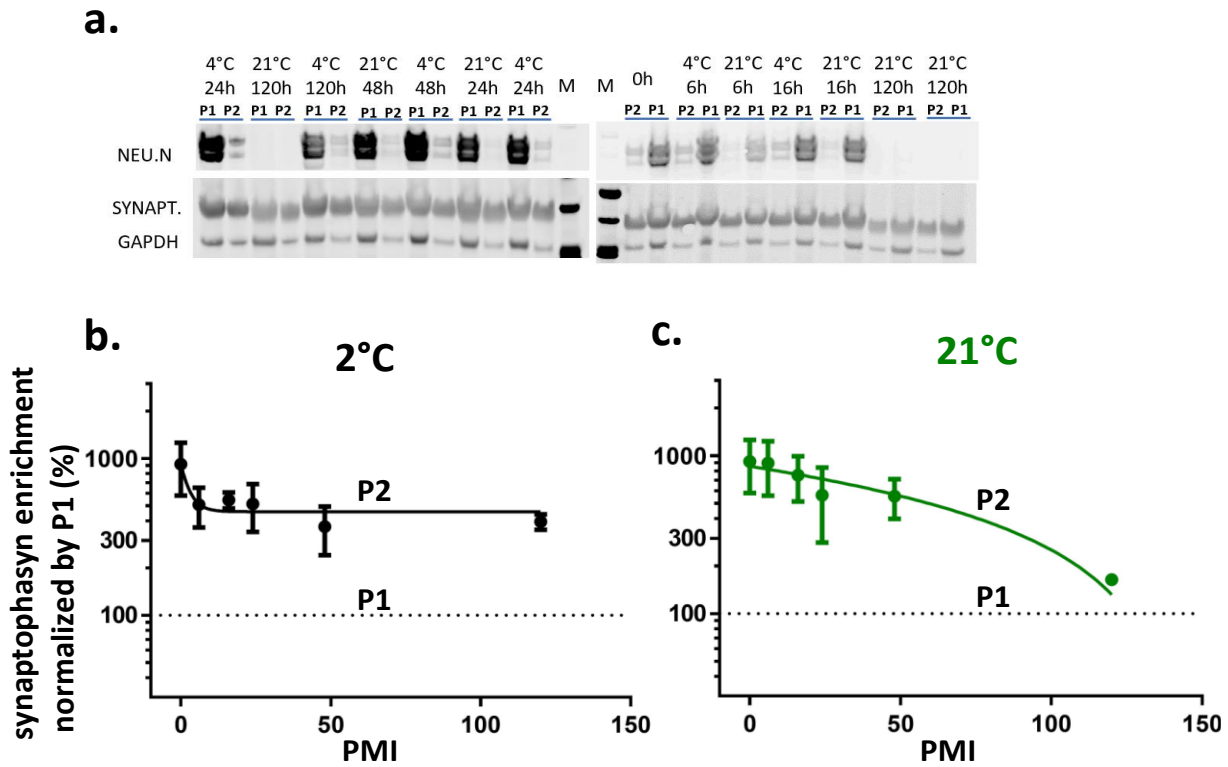 a.
4°C 21°C 4°C 21°C 4°C 21°C 4°C
24h 120h 120h 48h 48h 24h 24h M
P1 P2 P1 P2 P1 P2 P1 P2 P1 P2 P1 P2 P1 P2
4°C 21°C 4°C 21°C 21°C 21°C
M 0h 6h 6h 16h 16h 120h 120h
P2 P1 P2 P1 P2 P1 P2 P1 P2 P1 P2 P1 P2 P1
NEU.N
SYNAPT.
GAPDH
b.
2°C
synaptophasyn enrichment
normalized by P1 (%)
1000
300
100
P2
P1
0 50 100 150
PMI
c.
21°C
1000
300
100
P2
P1
0 50 100 150
PMI